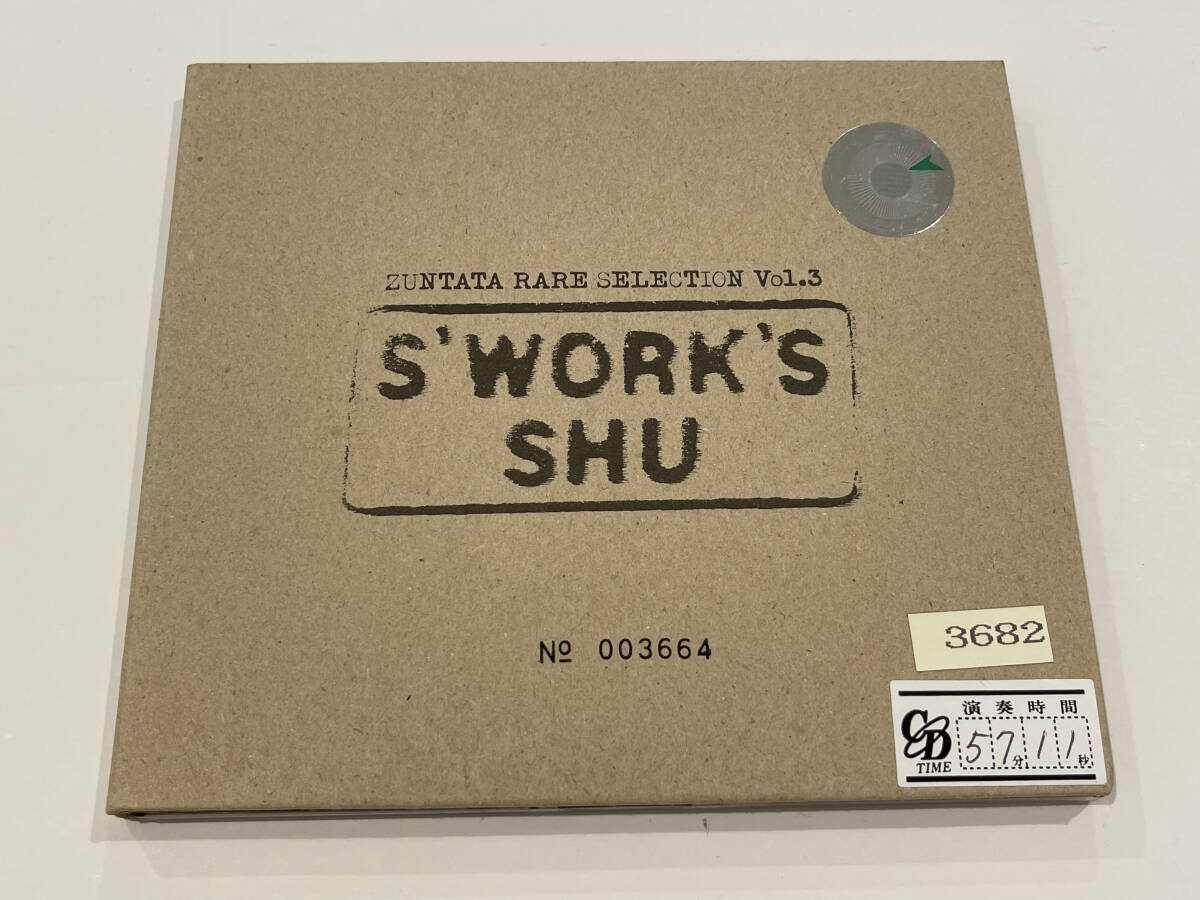 ZUNTATA RARE SELECTION Vol.3
S'WORK'S
SHU
№ 003664
3682
演奏時間
CD TIME 57分11秒